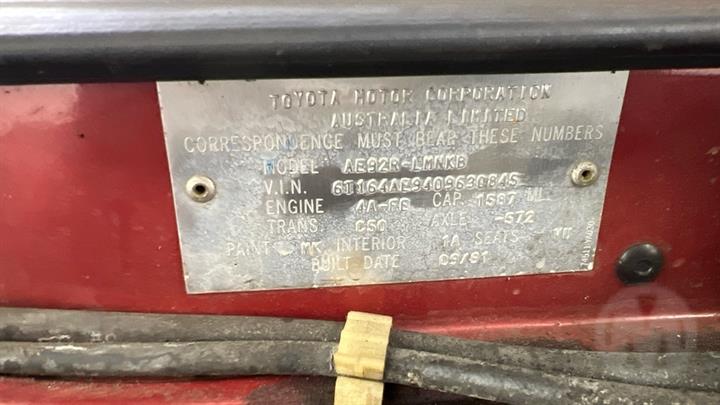 TOYOTA MOTOR CORPORATION
AUSTRALIA LIMITED
CORRESPONDENCE MUST BEAR THESE NUMBERS
MODEL AE92R-LMNKB
V.I.N. 6T164AE9409630845
ENGINE 4A-FE CAP. 1587 ML.
TRANS. C50 AXLE -572
PAINT INTERIOR 1A SEATS
BUILT DATE 09/91